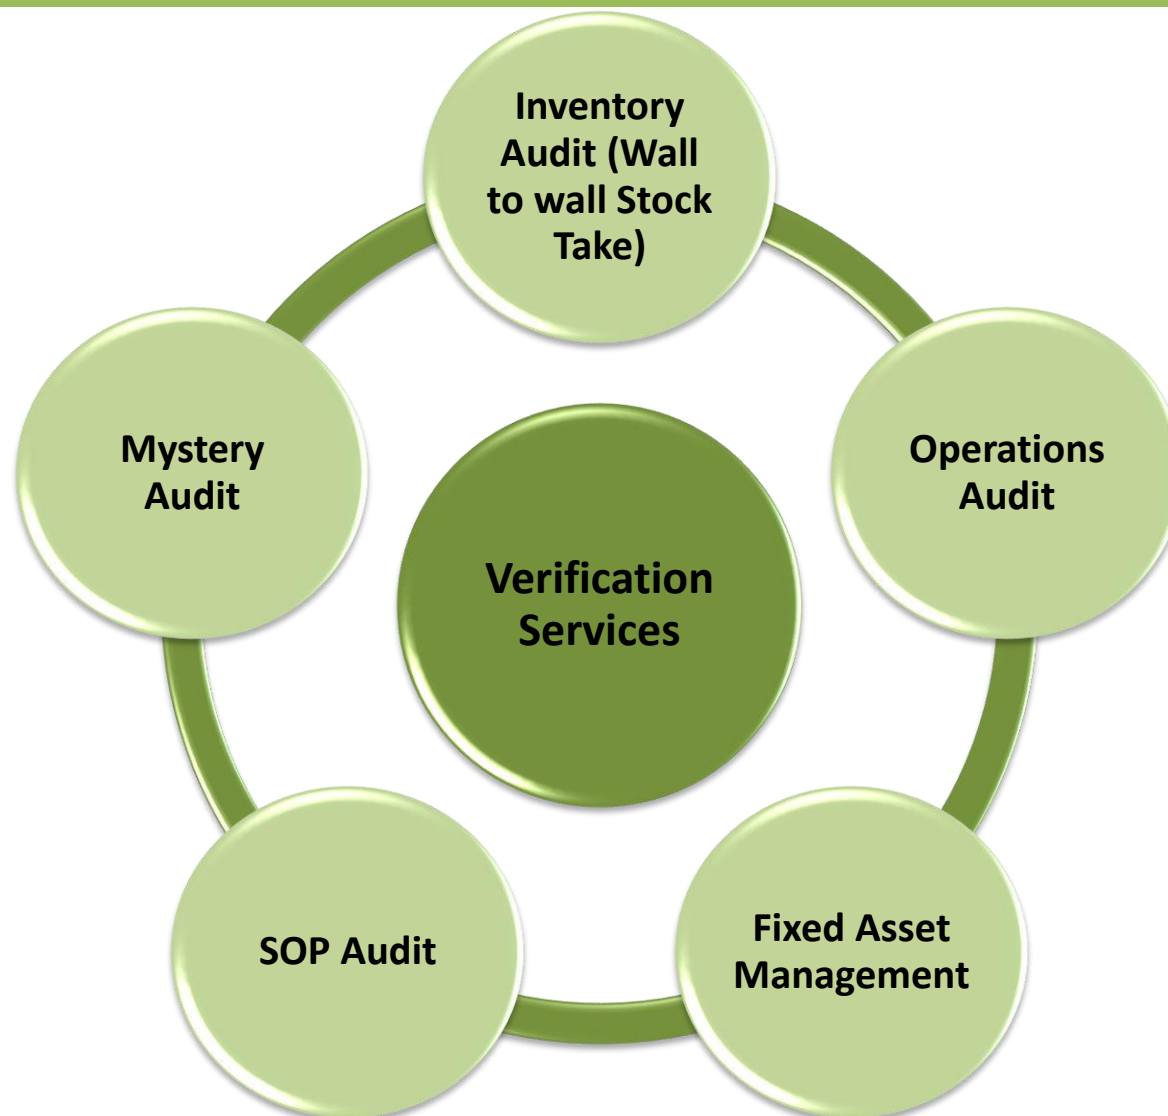 Inventory
Audit (Wall
to wall Stock
Take)
Operations
Audit
Fixed Asset
Management
SOP Audit
Mystery
Audit
Verification
Services